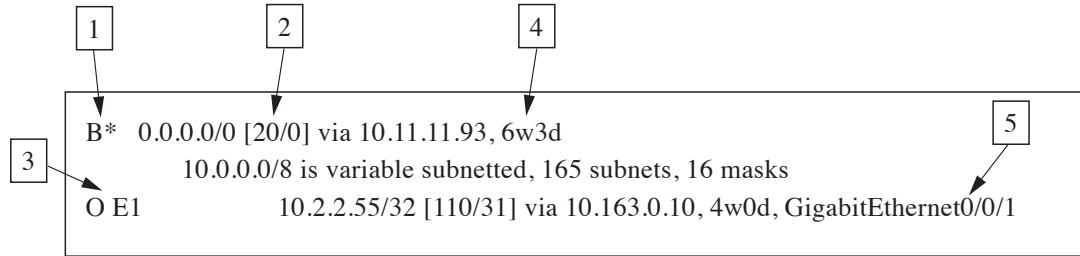 1 2 4
B* 0.0.0.0/0 [20/0] via 10.11.11.93, 6w3d
5
10.0.0.0/8 is variable subnetted, 165 subnets, 16 masks
3
O E1 10.2.2.55/32 [110/31] via 10.163.0.10, 4w0d, GigabitEthernet0/0/1